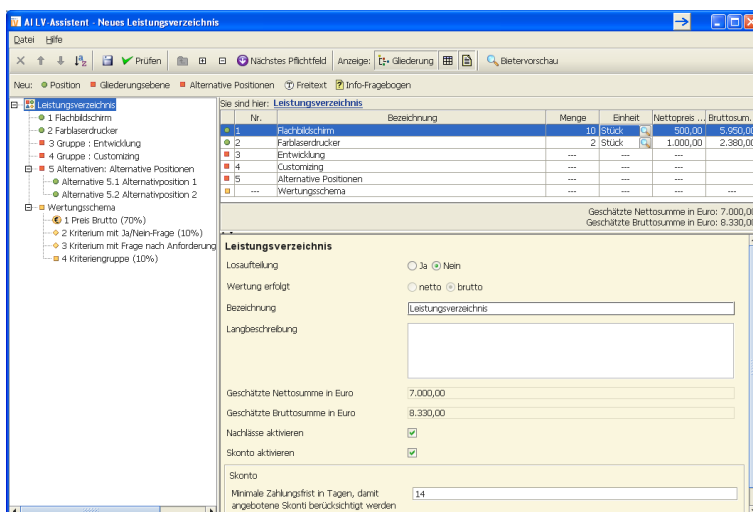 AI LV-Assistent - Neues Leistungsverzeichnis
Datei Hilfe
Prüfen Nächstes Pflichtfeld Anzeige: Gliederung Bietervorschau
Neu: Position Gliederungsebene Alternative Positionen Freitext Info-Fragebogen
Leistungsverzeichnis
1 Flachbildschirm
2 Farblaserdrucker
3 Gruppe : Entwicklung
4 Gruppe : Customizing
5 Alternativen: Alternative Positionen
Alternative 5.1 Alternativposition 1
Alternative 5.2 Alternativposition 2
Wertungsschema
1 Preis Brutto (70%)
2 Kriterium mit Ja/Nein-Frage (10%)
3 Kriterium mit Frage nach Anforderung
4 Kriteriengruppe (10%)
Sie sind hier: Leistungsverzeichnis
Nr. Bezeichnung Menge Einheit Nettopreis ... Bruttosum.
1 Flachbildschirm 10 Stück 500,00 5.950,00
2 Farblaserdrucker 2 Stück 1.000,00 2.380,00
3 Entwicklung --- --- ---
4 Customizing --- --- ---
5 Alternative Positionen --- --- ---
--- Wertungsschema --- --- --- ---
Geschätzte Nettosumme in Euro: 7.000,00
Geschätzte Bruttosumme in Euro: 8.330,00
Leistungsverzeichnis
Losaufteilung Ja Nein
Wertung erfolgt netto brutto
Bezeichnung Leistungsverzeichnis
Langbeschreibung
Geschätzte Nettosumme in Euro 7.000,00
Geschätzte Bruttosumme in Euro 8.330,00
Nachlässe aktivieren
Skonto aktivieren
Skonto
Minimale Zahlungsfrist in Tagen, damit 14
angebotene Skonti berücksichtigt werden